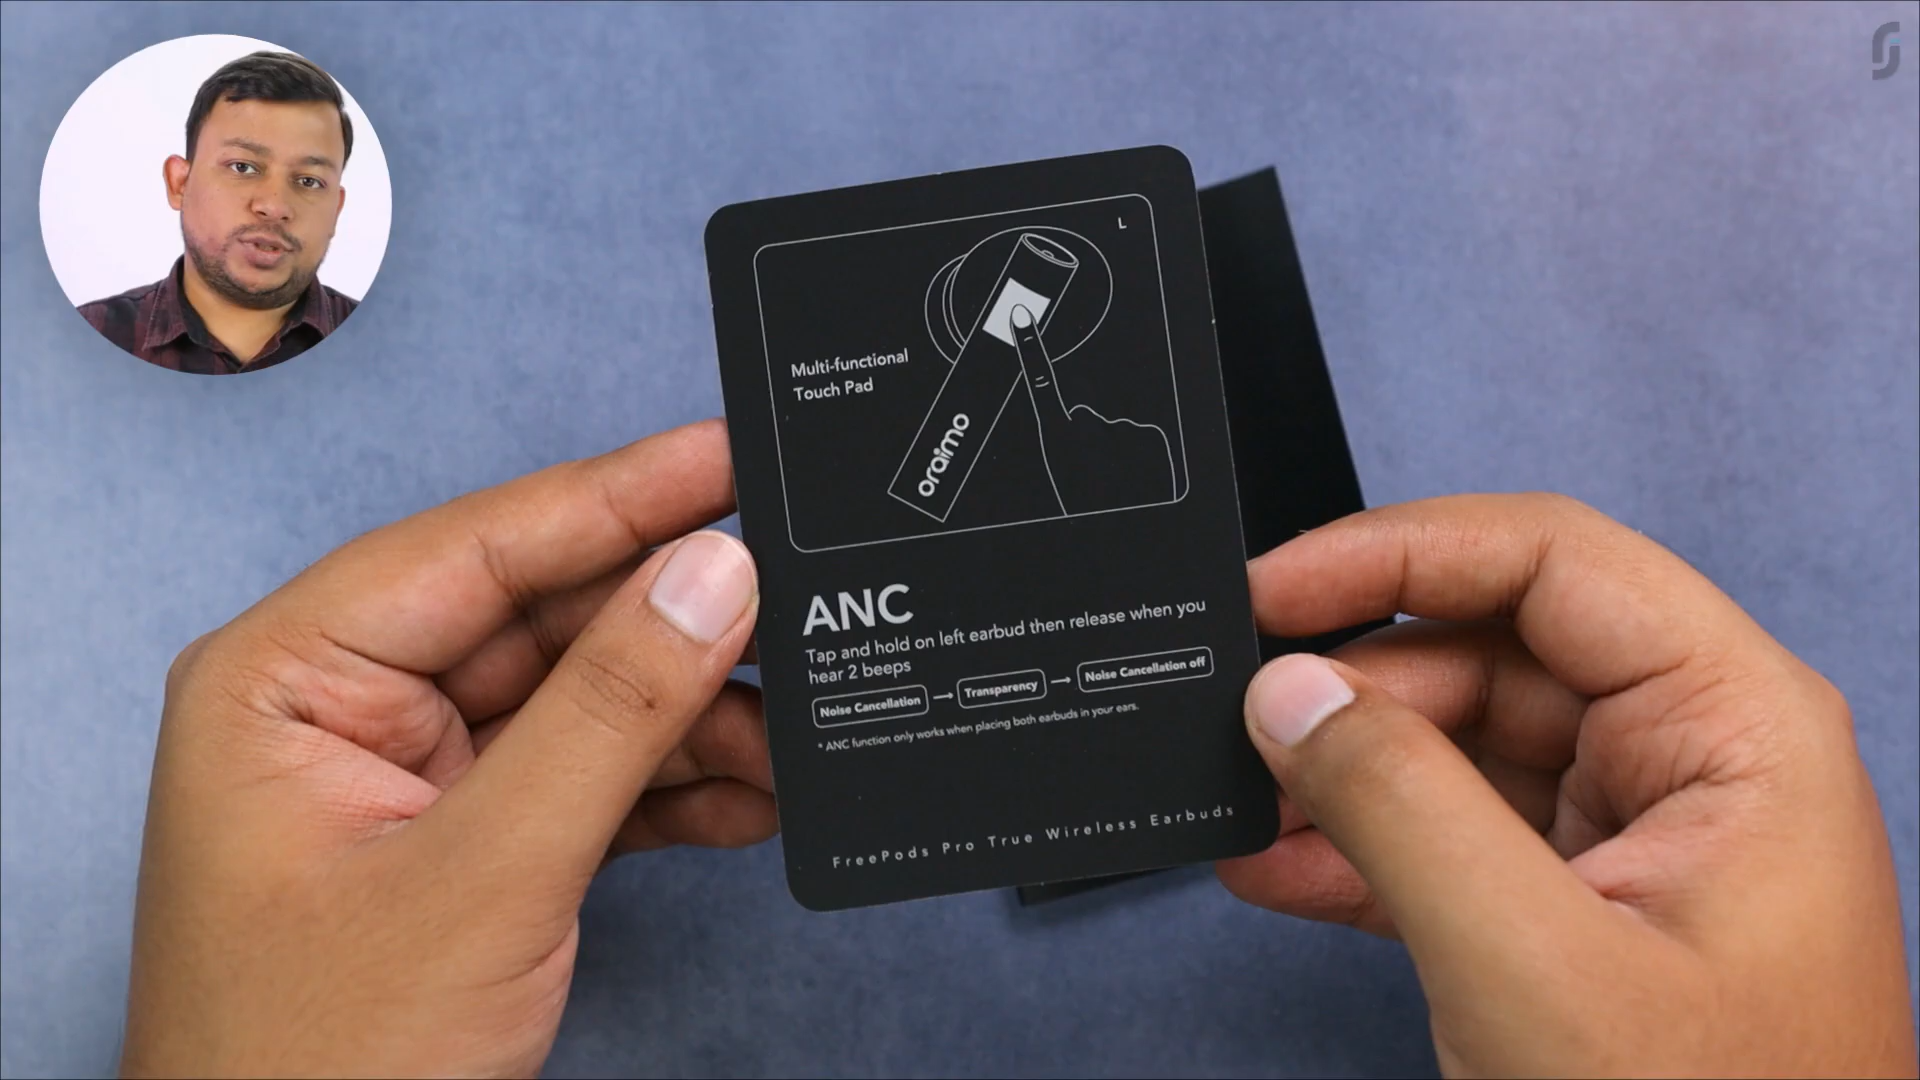 L
Multi-functional
Touch Pad
oraimo
ANC
Tap and hold on left earbud then release when you
hear 2 beeps
Noise Cancellation → Transparency → Noise Cancellation off
* ANC function only works when placing both earbuds in your ears.
FreePods Pro True Wireless Earbuds